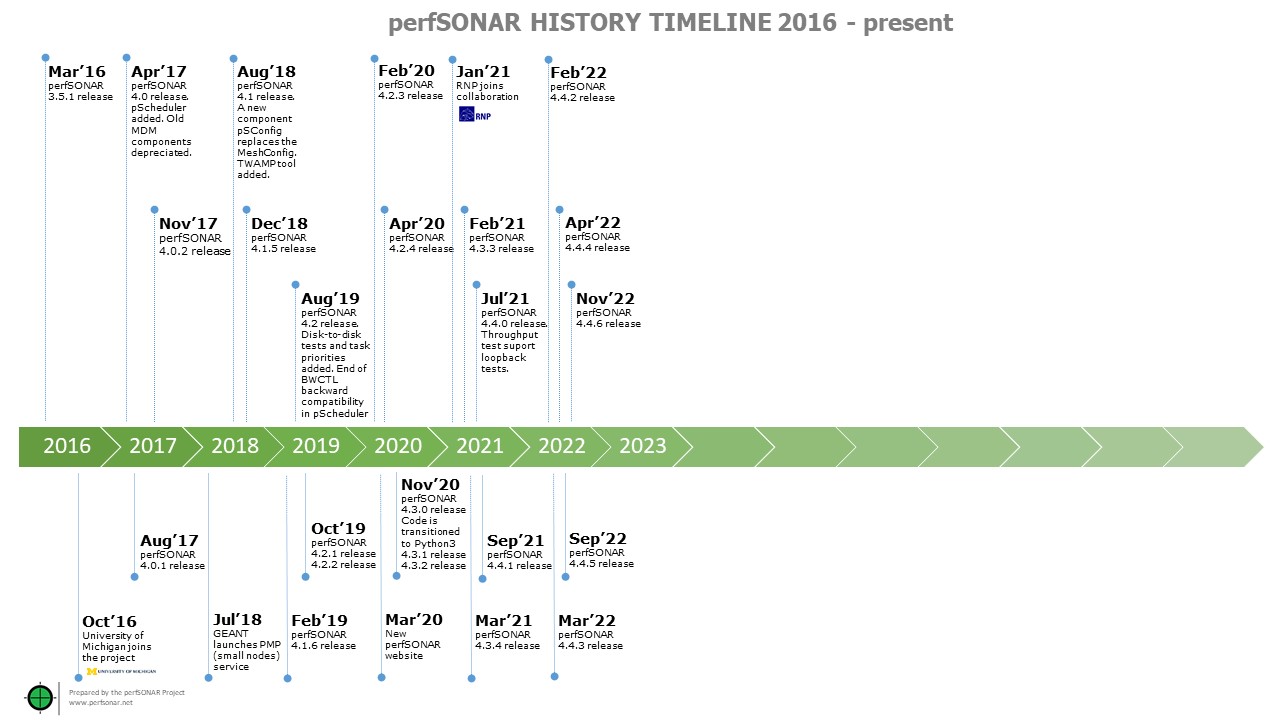 perfSONAR HISTORY TIMELINE 2016 - present
Mar’16
perfSONAR
3.5.1 release
Apr’17
perfSONAR
4.0 release.
pScheduler
added. Old
MDM
components
depreciated.
Aug’18
perfSONAR
4.1 release.
A new
component
pSConfig
replaces the
MeshConfig.
TWAMP tool
added.
Feb’20
perfSONAR
4.2.3 release
Jan’21
RNP joins
collaboration
RNP
Feb’22
perfSONAR
4.4.2 release
Nov’17
perfSONAR
4.0.2 release
Dec’18
perfSONAR
4.1.5 release
Apr’20
perfSONAR
4.2.4 release
Feb’21
perfSONAR
4.3.3 release
Apr’22
perfSONAR
4.4.4 release
Aug’19
perfSONAR
4.2 release.
Disk-to-disk
tests and task
priorities
added. End of
BWCTL
backward
compatibility
in pScheduler
Jul’21
perfSONAR
4.4.0 release.
Throughput
test suport
loopback
tests.
Nov’22
perfSONAR
4.4.6 release
2016 2017 2018 2019 2020 2021 2022 2023
Aug’17
perfSONAR
4.0.1 release
Oct’19
perfSONAR
4.2.1 release
4.2.2 release
Nov’20
perfSONAR
4.3.0 release
Code is
transitioned
to Python3
4.3.1 release
4.3.2 release
Sep’21
perfSONAR
4.4.1 release
Sep’22
perfSONAR
4.4.5 release
Oct’16
University of
Michigan joins
the project
M UNIVERSITY OF MICHIGAN
Jul’18
GEANT
launches PMP
(small nodes)
service
Feb’19
perfSONAR
4.1.6 release
Mar’20
New
perfSONAR
website
Mar’21
perfSONAR
4.3.4 release
Mar’22
perfSONAR
4.4.3 release
Prepared by the perfSONAR Project
www.perfsonar.net